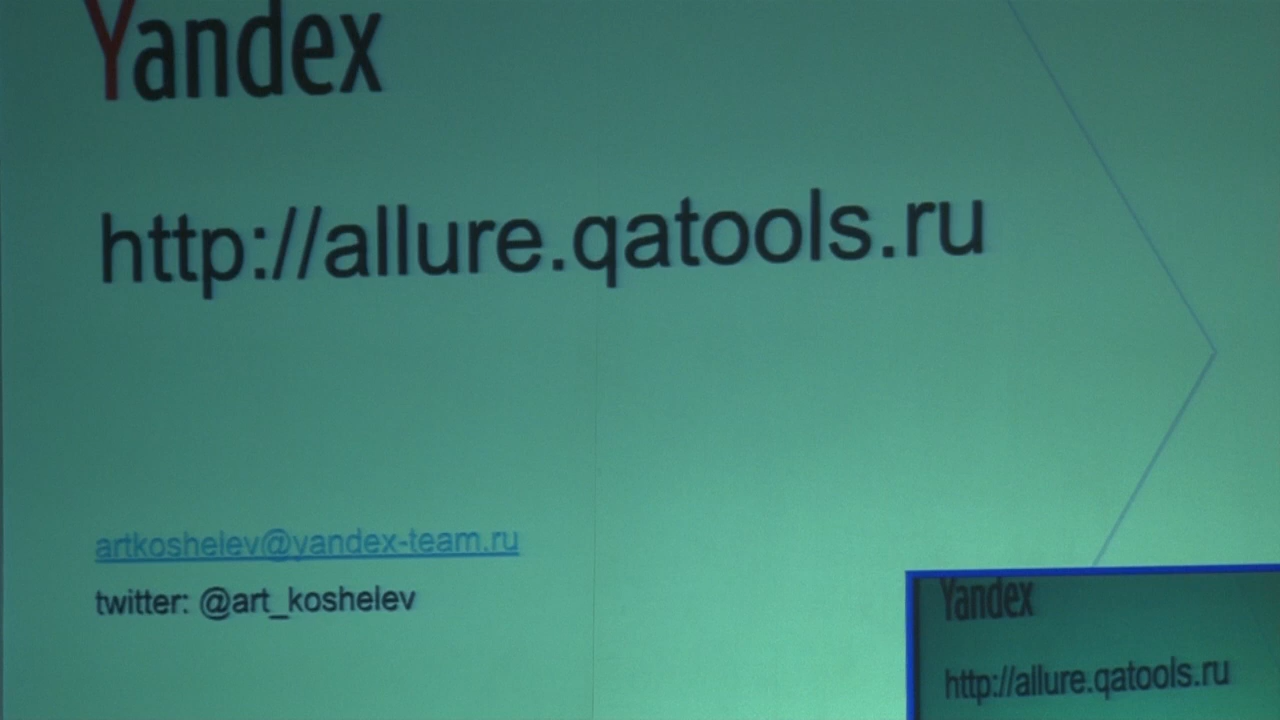 Yandex
http://allure.qatools.ru
artkoshelev@yandex-team.ru
twitter: @art_koshelev
Yandex
http://allure.qatools.ru